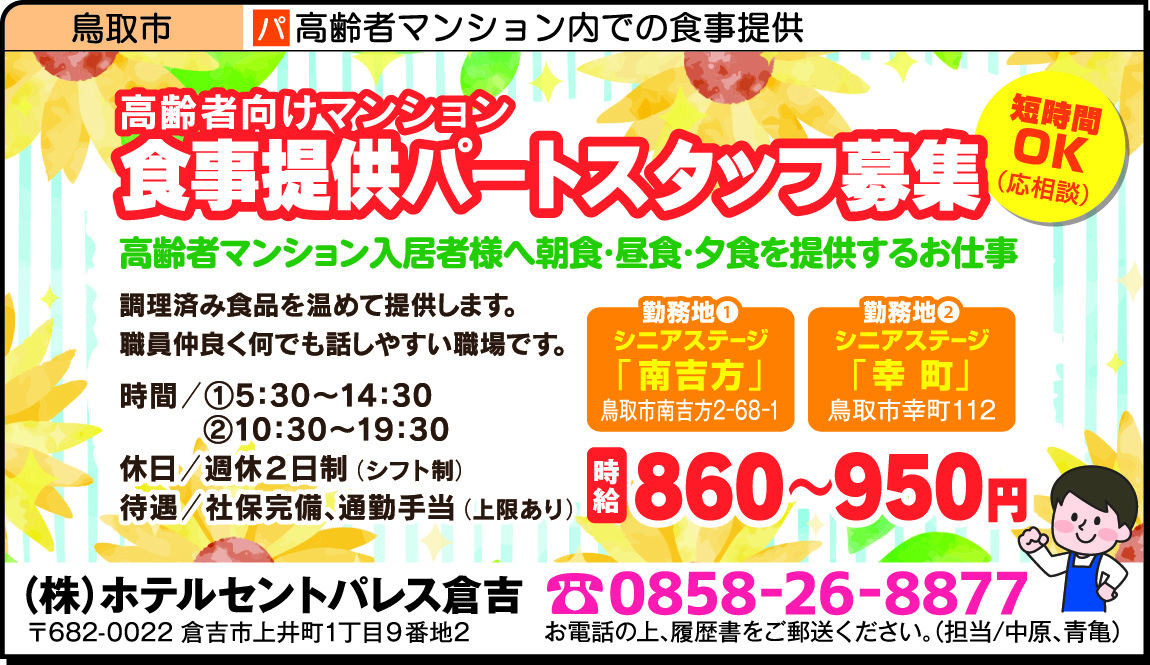 鳥取市
パ 高齢者マンション内での食事提供
高齢者向けマンション
食事提供パートスタッフ募集
短時間
OK
(応相談)
高齢者マンション入居者様へ朝食・昼食・夕食を提供するお仕事
調理済み食品を温めて提供します。
職員仲良く何でも話しやすい職場です。
時間／①5：30～14：30
②10：30～19：30
休日／週休2日制(シフト制)
待遇／社保完備、通勤手当(上限あり)
勤務地❶
シニアステージ
「南吉方」
鳥取市南吉方2-68-1
勤務地❷
シニアステージ
「幸 町」
鳥取市幸町112
時給 860～950円
(株)ホテルセントパレス倉吉
〒682-0022 倉吉市上井町1丁目9番地2
☎0858-26-8877
お電話の上、履歴書をご郵送ください。(担当/中原、青亀)